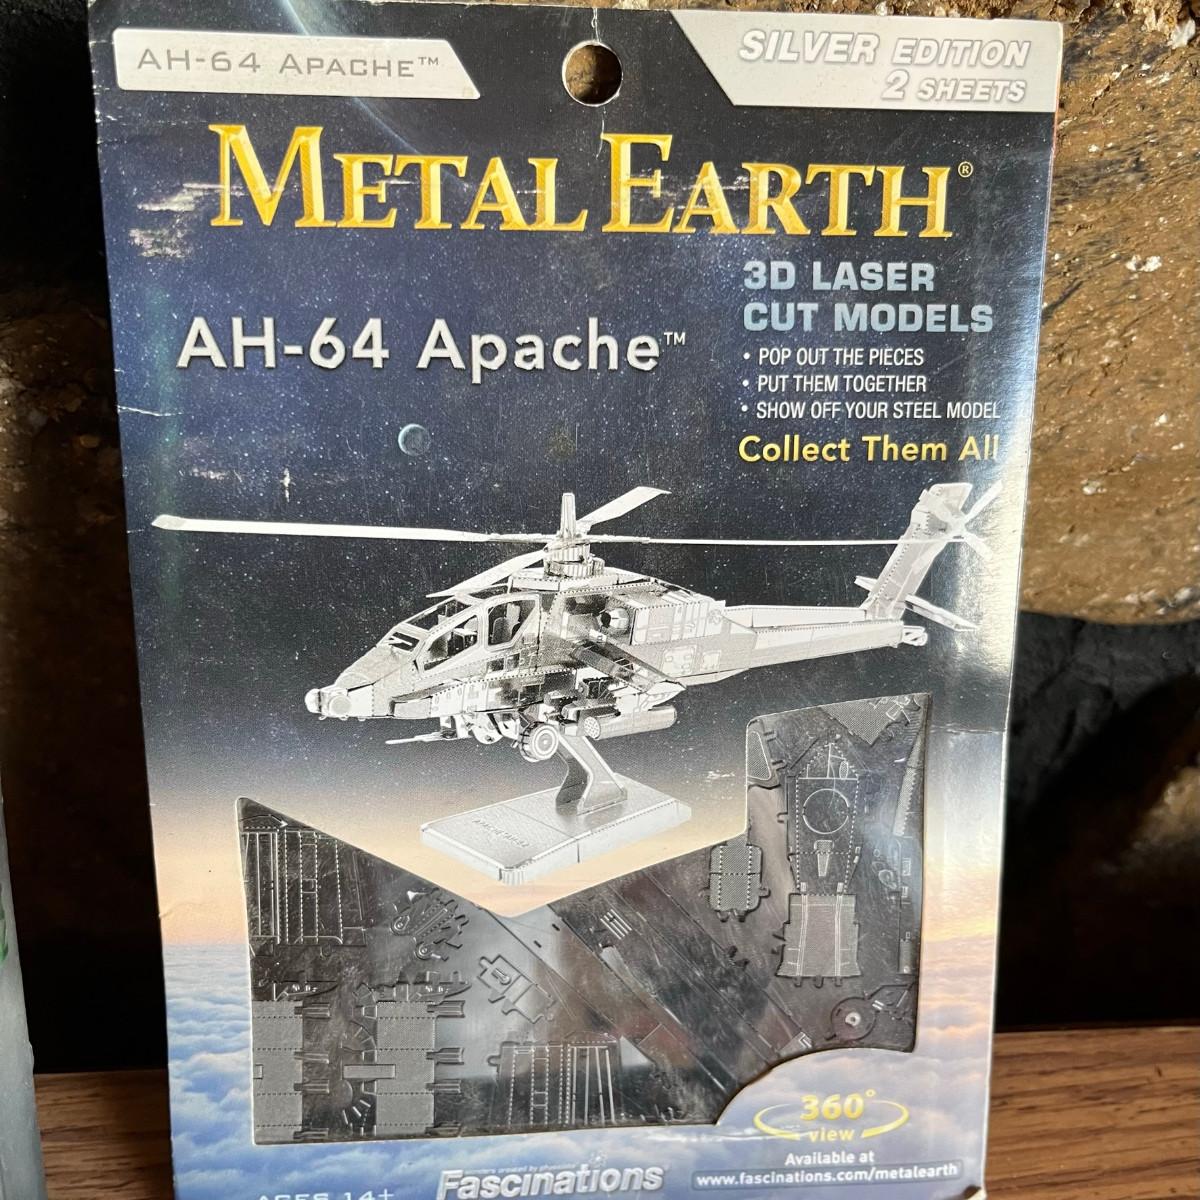 AH-64 APACHE™
SILVER EDITION
2 SHEETS
METAL EARTH®
3D LASER
CUT MODELS
AH-64 Apache™
• POP OUT THE PIECES
• PUT THEM TOGETHER
• SHOW OFF YOUR STEEL MODEL
Collect Them All
360°
view
Available at
www.fascinations.com/metalearth
Fascinations
AGES 14+